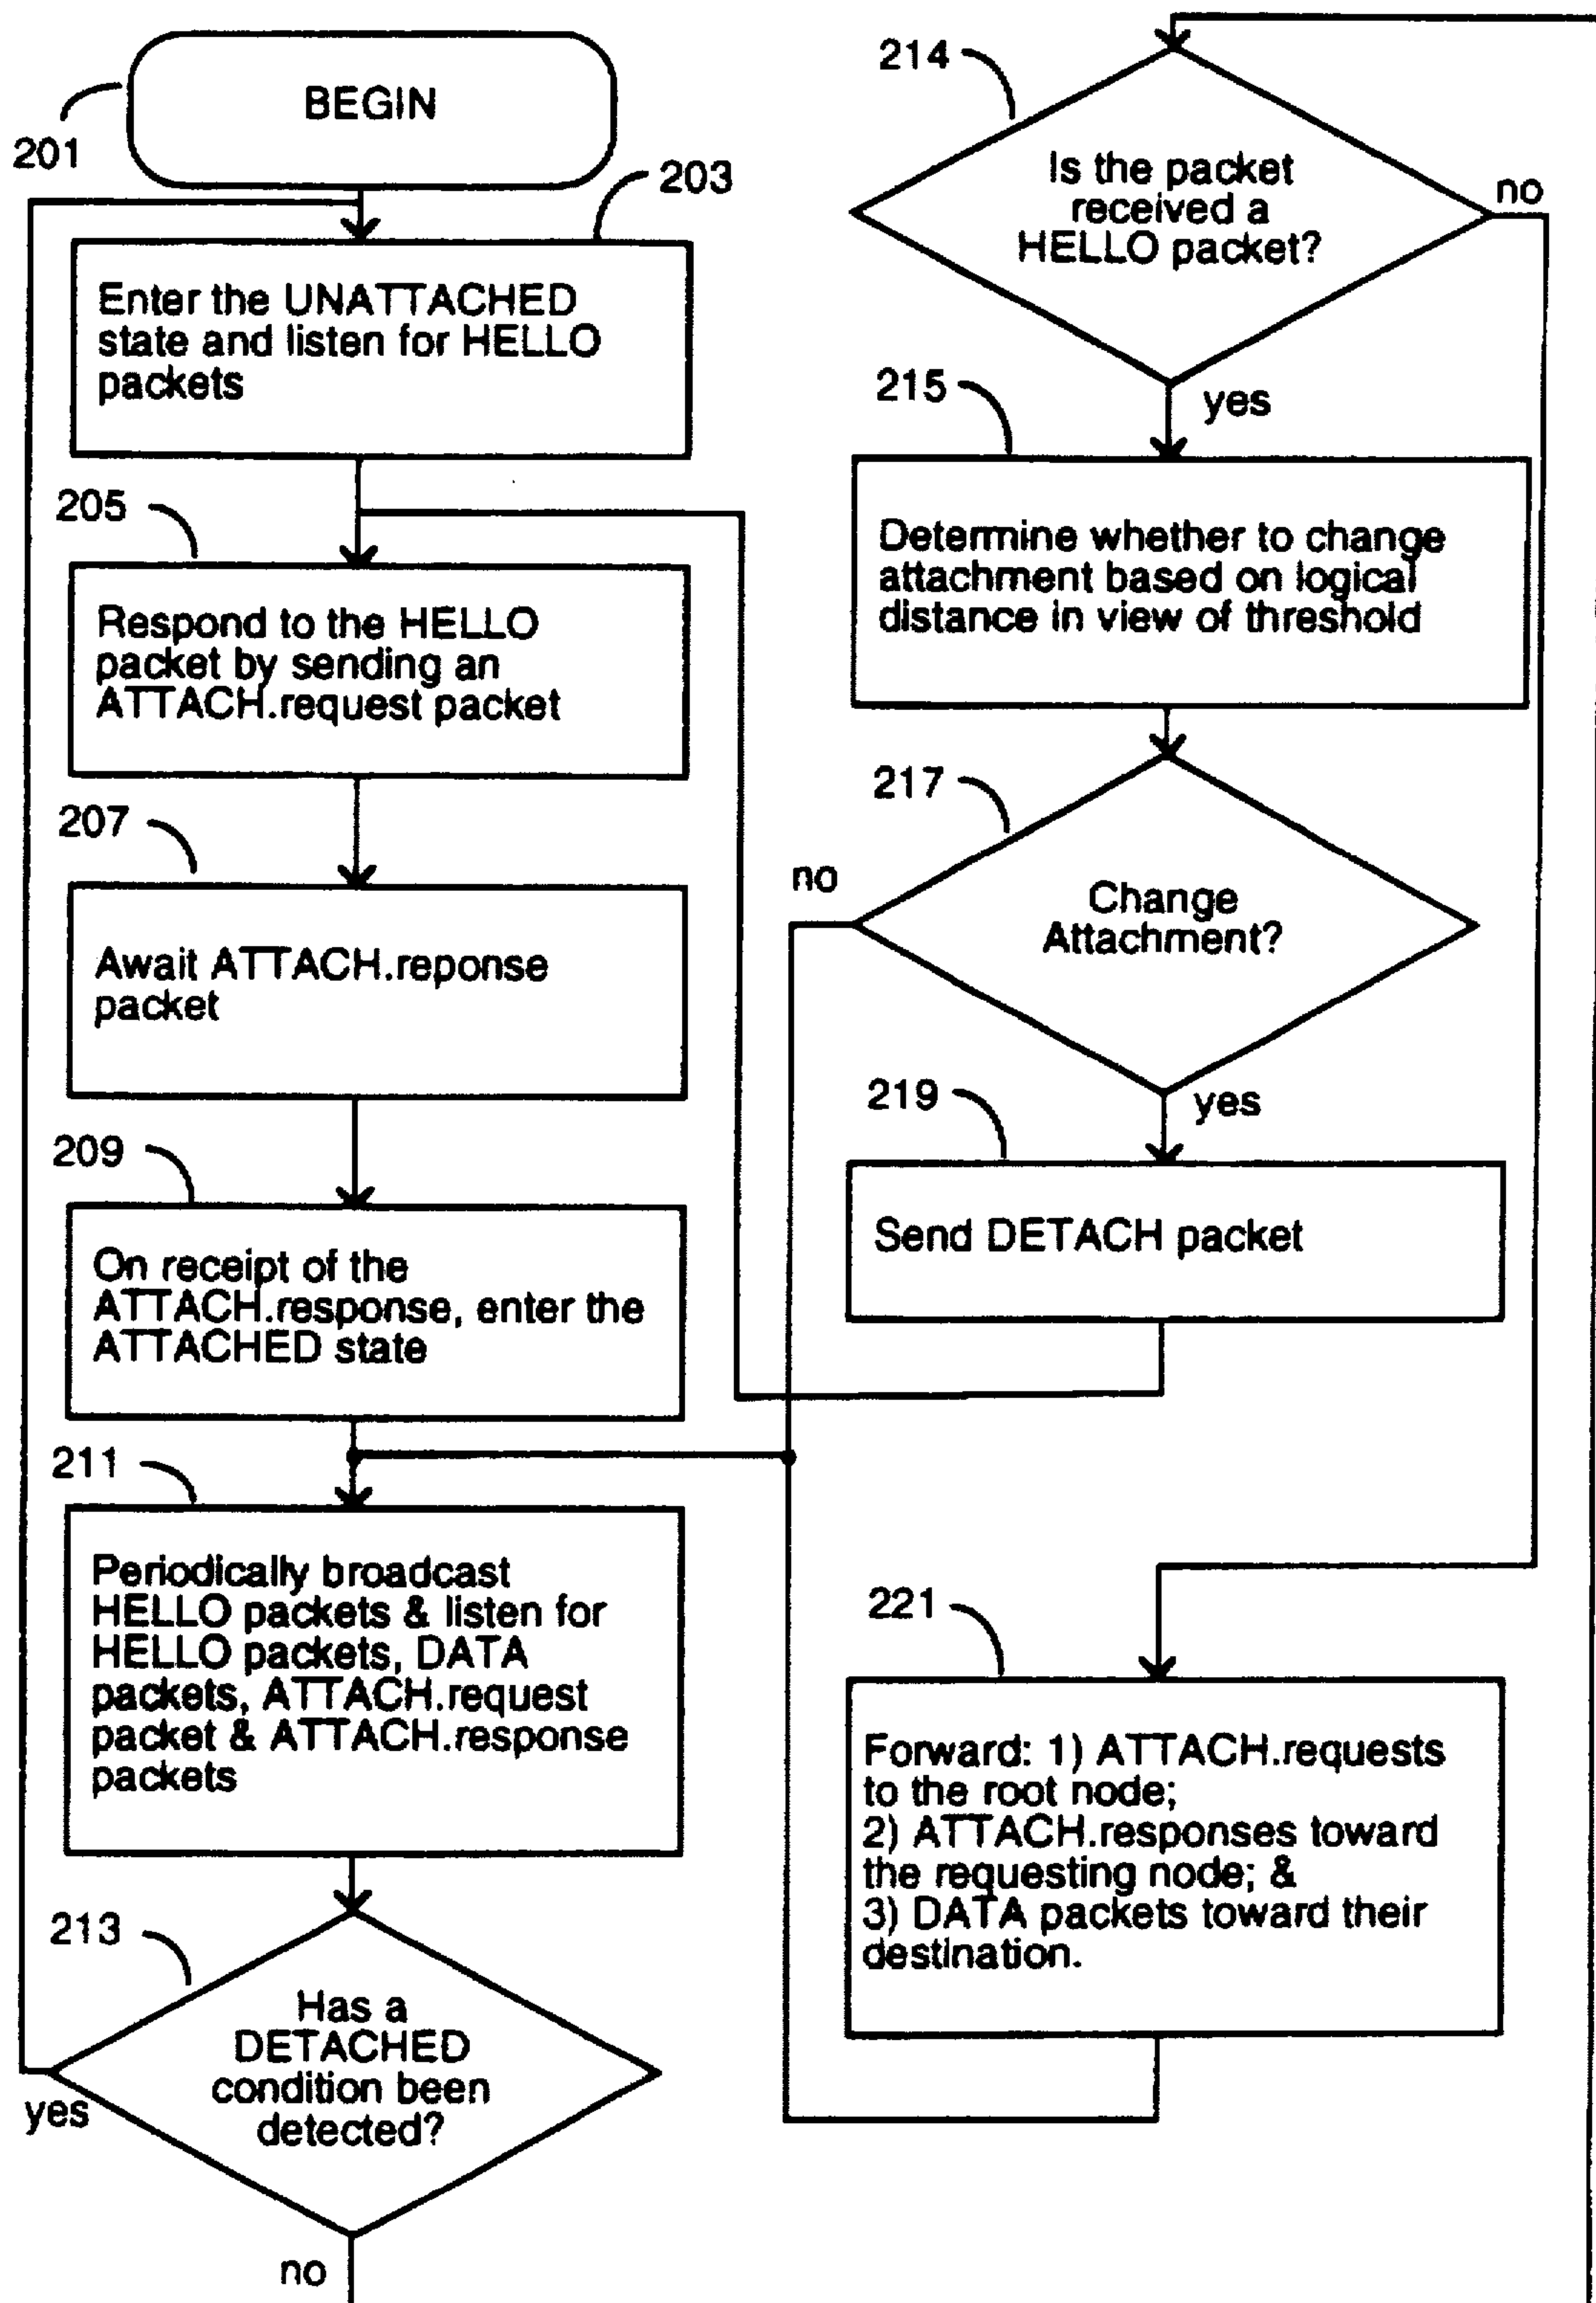 201
BEGIN
203
Enter the UNATTACHED
state and listen for HELLO
packets
205
Respond to the HELLO
packet by sending an
ATTACH.request packet
207
Await ATTACH.reponse
packet
209
On receipt of the
ATTACH.response, enter the
ATTACHED state
211
Periodically broadcast
HELLO packets & listen for
HELLO packets, DATA
packets, ATTACH.request
packet & ATTACH.response
packets
213
Has a
DETACHED
condition been
detected?
yes
no
214
Is the packet
received a
HELLO packet?
no
yes
215
Determine whether to change
attachment based on logical
distance in view of threshold
217
Change
Attachment?
no
yes
219
Send DETACH packet
221
Forward: 1) ATTACH.requests
to the root node;
2) ATTACH.responses toward
the requesting node; &
3) DATA packets toward their
destination.